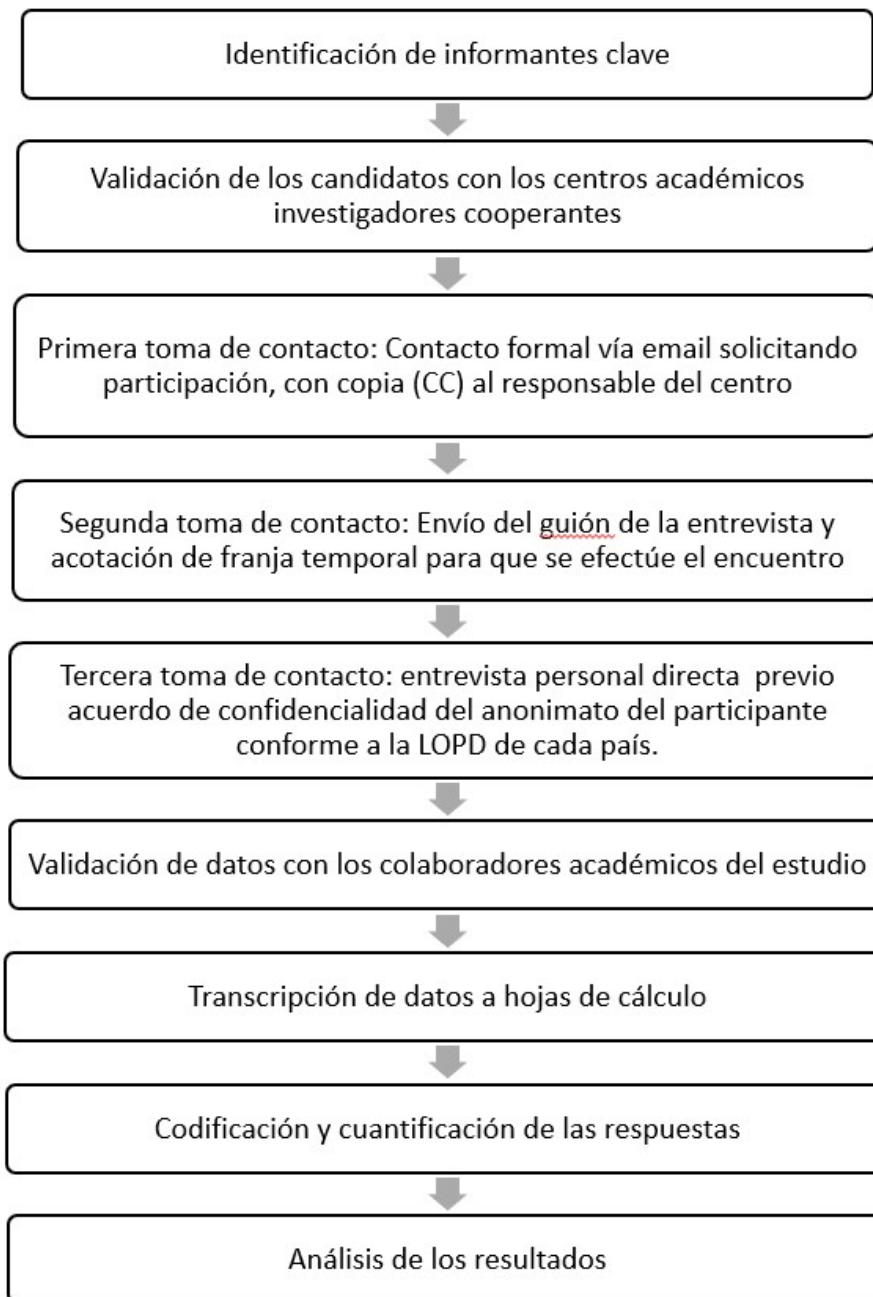 Identificación de informantes clave
Validación de los candidatos con los centros académicos
investigadores cooperantes
Primera toma de contacto: Contacto formal vía email solicitando
participación, con copia (CC) al responsable del centro
Segunda toma de contacto: Envío del guión de la entrevista y
acotación de franja temporal para que se efectúe el encuentro
Tercera toma de contacto: entrevista personal directa  previo
acuerdo de confidencialidad del anonimato del participante
conforme a la LOPD de cada país.
Validación de datos con los colaboradores académicos del estudio
Transcripción de datos a hojas de cálculo
Codificación y cuantificación de las respuestas
Análisis de los resultados